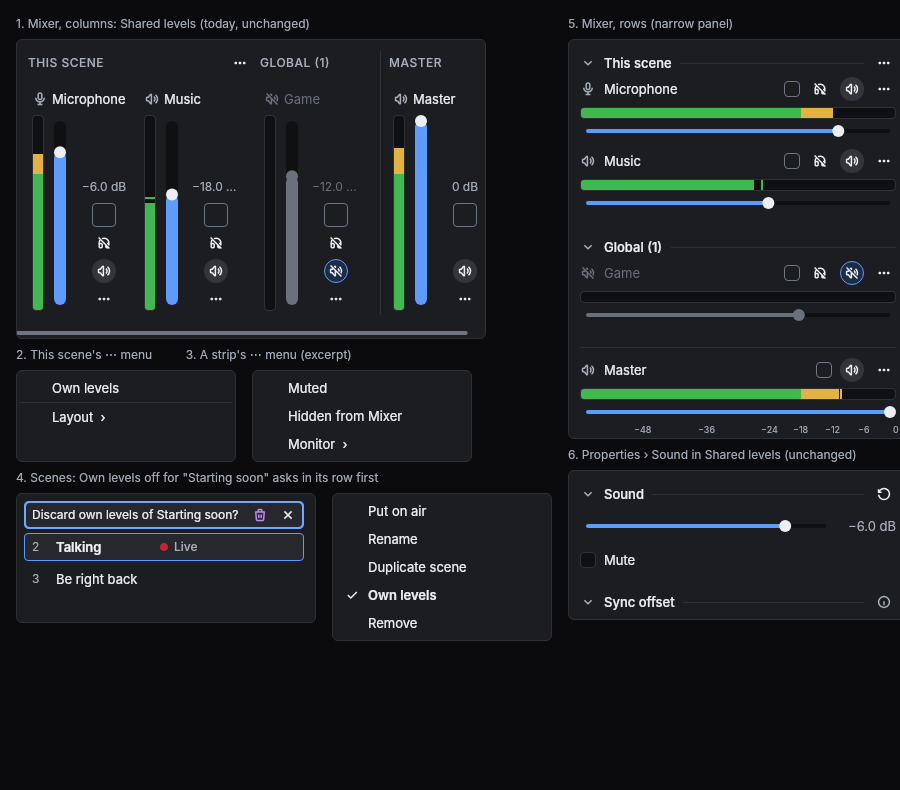 1. Mixer, columns: Shared levels (today, unchanged)
THIS SCENE ··· GLOBAL (1) MASTER
Microphone Music Game Master
−6.0 dB −18.0 ... −12.0 ... 0 dB
2. This scene's ··· menu
Own levels
Layout ›
3. A strip's ··· menu (excerpt)
Muted
Hidden from Mixer
Monitor ›
4. Scenes: Own levels off for "Starting soon" asks in its row first
Discard own levels of Starting soon?
2 Talking Live
3 Be right back
Put on air
Rename
Duplicate scene
Own levels
Remove
5. Mixer, rows (narrow panel)
This scene
Microphone
Music
Global (1)
Game
Master
−48 −36 −24 −18 −12 −6 0
6. Properties › Sound in Shared levels (unchanged)
Sound
−6.0 dB
Mute
Sync offset